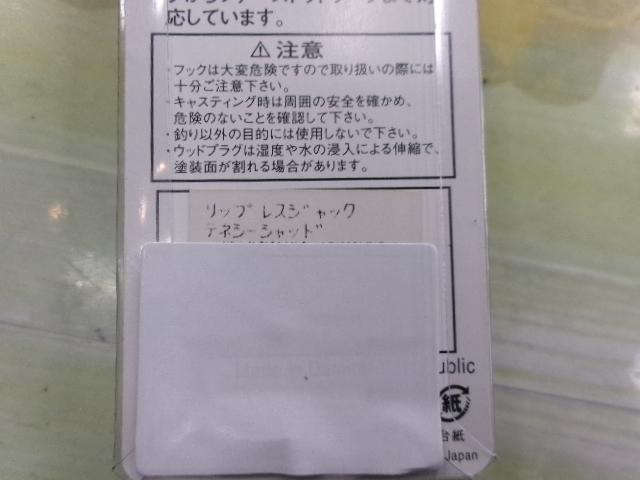 応しています。
⚠注意
・フックは大変危険ですので取り扱いの際には
十分ご注意下さい。
・キャスティング時は周囲の安全を確かめ、
危険のないことを確認して下さい。
・釣り以外の目的には使用しないで下さい。
・ウッドプラグは湿度や水の浸入による伸縮で、
塗装面が割れる場合があります。
リップレスジャック
テネシーシャッド
ublic
紙
台紙
Japan